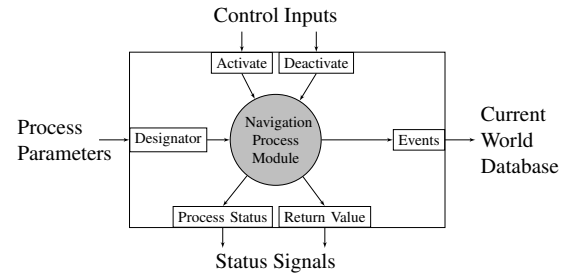 Control Inputs
Activate
Deactivate
Process
Parameters
Designator
Navigation
Process
Module
Events
Current
World
Database
Process Status
Return Value
Status Signals